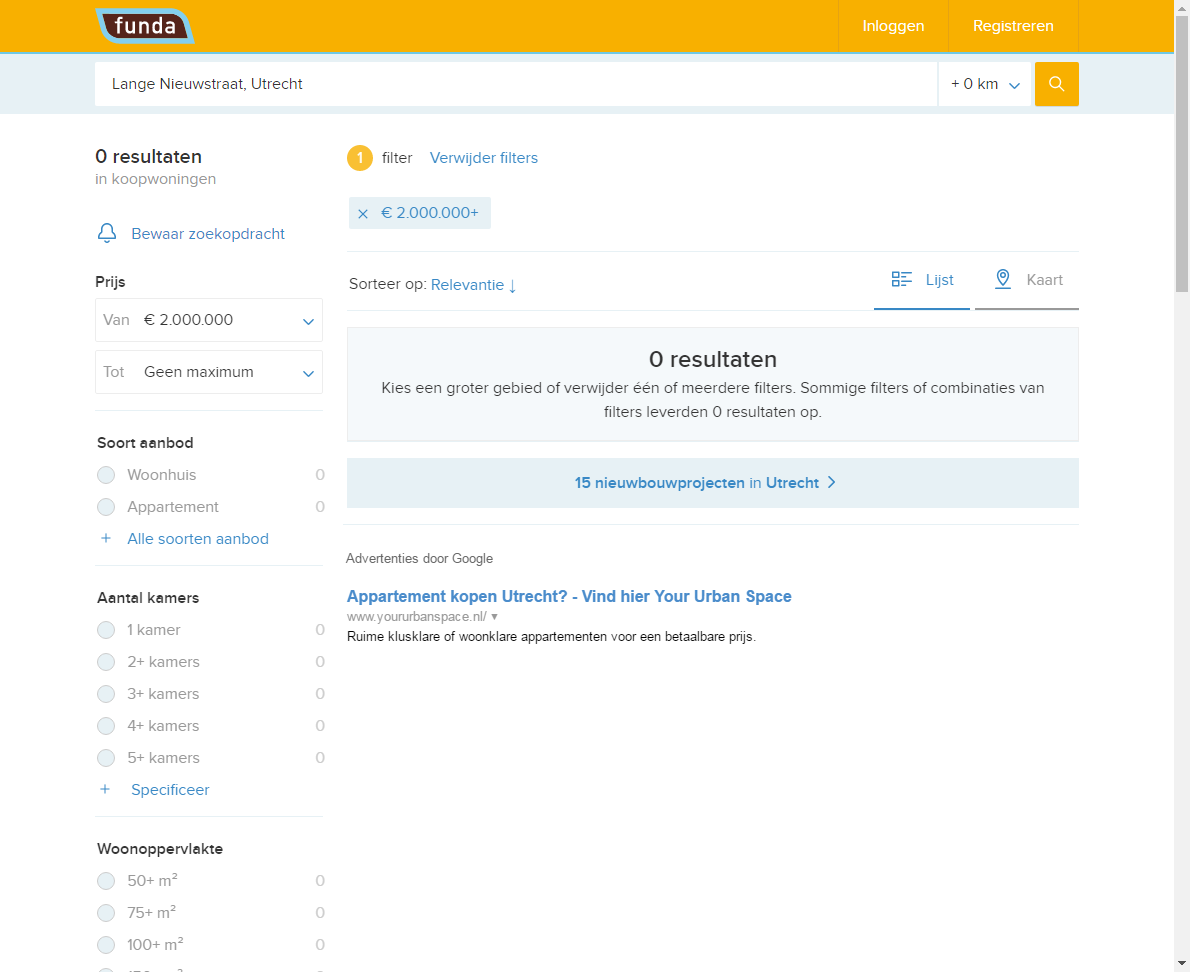 funda
Inloggen
Registreren
Lange Nieuwstraat, Utrecht
+ 0 km
0 resultaten
in koopwoningen
Bewaar zoekopdracht
Prijs
Van € 2.000.000
Tot Geen maximum
Soort aanbod
Woonhuis 0
Appartement 0
+ Alle soorten aanbod
Aantal kamers
1 kamer 0
2+ kamers 0
3+ kamers 0
4+ kamers 0
5+ kamers 0
+ Specificeer
Woonoppervlakte
50+ m² 0
75+ m² 0
100+ m² 0
1 filter Verwijder filters
× € 2.000.000+
Sorteer op: Relevantie ↓
Lijst
Kaart
0 resultaten
Kies een groter gebied of verwijder één of meerdere filters. Sommige filters of combinaties van
filters leverden 0 resultaten op.
15 nieuwbouwprojecten in Utrecht >
Advertenties door Google
Appartement kopen Utrecht? - Vind hier Your Urban Space
www.yoururbanspace.nl/ ▼
Ruime klusklare of woonklare appartementen voor een betaalbare prijs.